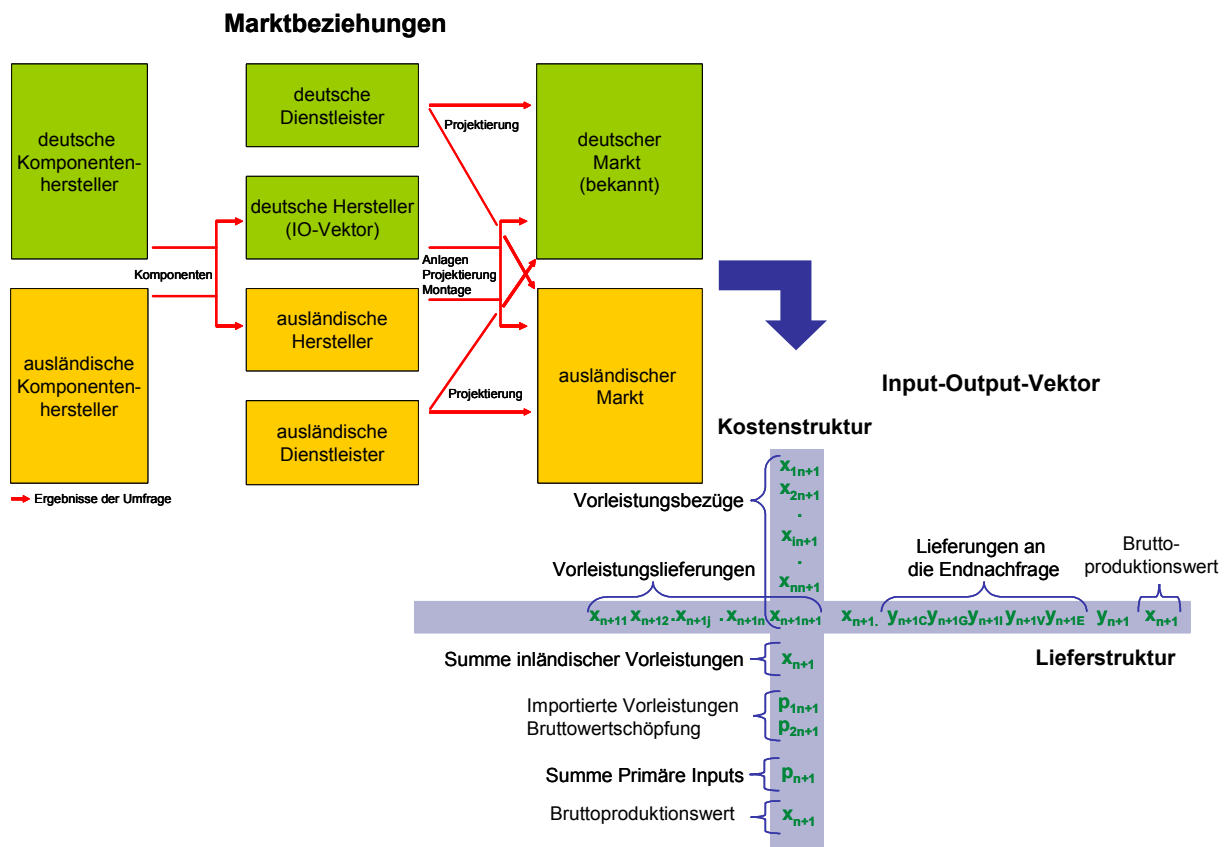 Marktbeziehungen
deutsche
Komponenten-
hersteller
deutsche
Dienstleister
deutscher
Markt
(bekannt)
Projektierung
deutsche Hersteller
(IO-Vektor)
Komponenten
Anlagen
Projektierung
Montage
ausländische
Komponenten-
hersteller
ausländische
Hersteller
ausländischer
Markt
Projektierung
ausländische
Dienstleister
Ergebnisse der Umfrage
Input-Output-Vektor
Kostenstruktur
Vorleistungsbezüge
x1n+1
x2n+1
.
xin+1
.
xnn+1
Vorleistungslieferungen
Lieferungen an
die Endnachfrage
Brutto-
produktionswert
xn+11 xn+12 . xn+1j . xn+1n xn+1n+1 xn+1. yn+1C yn+1G yn+1I yn+1V yn+1E yn+1 xn+1
Lieferstruktur
Summe inländischer Vorleistungen
xn+1
Importierte Vorleistungen
p1n+1
Bruttowertschöpfung
p2n+1
Summe Primäre Inputs
pn+1
Bruttoproduktionswert
xn+1